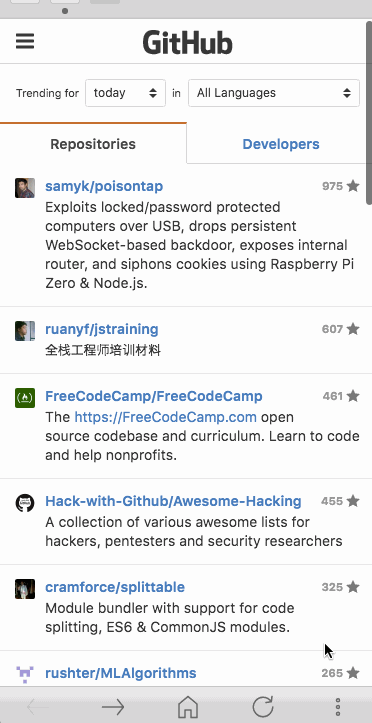 GitHub
Trending for today in All Languages
Repositories Developers
samyk/poisontap 975
Exploits locked/password protected
computers over USB, drops persistent
WebSocket-based backdoor, exposes internal
router, and siphons cookies using Raspberry Pi
Zero & Node.js.
ruanyf/jstraining 607
全栈工程师培训材料
FreeCodeCamp/FreeCodeCamp 461
The https://FreeCodeCamp.com open
source codebase and curriculum. Learn to code
and help nonprofits.
Hack-with-Github/Awesome-Hacking 455
A collection of various awesome lists for
hackers, pentesters and security researchers
cramforce/splittable 325
Module bundler with support for code
splitting, ES6 & CommonJS modules.
rushter/MLAlgorithms 265